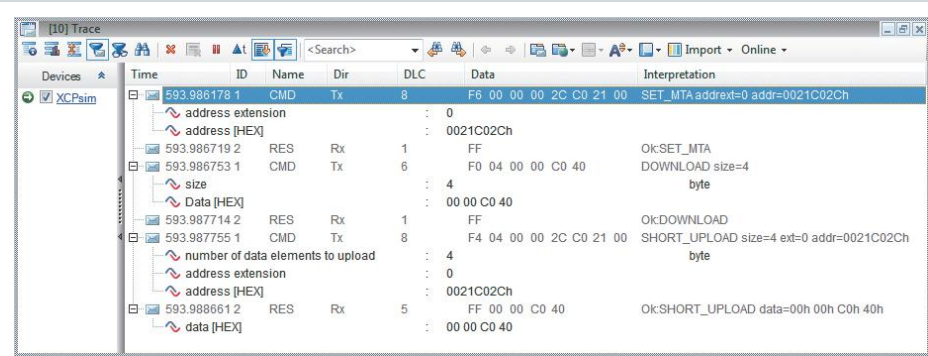 [10] Trace
<Search> Import Online
Devices Time ID Name Dir DLC Data Interpretation
XCPsim 593.986178 1 CMD Tx 8 F6 00 00 00 2C C0 21 00 SET_MTA addrext=0 addr=0021C02Ch
address extension : 0
address [HEX] : 0021C02Ch
593.986719 2 RES Rx 1 FF Ok:SET_MTA
593.986753 1 CMD Tx 6 F0 04 00 00 C0 40 DOWNLOAD size=4
size : 4 byte
Data [HEX] : 00 00 C0 40
593.987714 2 RES Rx 1 FF Ok:DOWNLOAD
593.987755 1 CMD Tx 8 F4 04 00 00 2C C0 21 00 SHORT_UPLOAD size=4 ext=0 addr=0021C02Ch
number of data elements to upload : 4 byte
address extension : 0
address [HEX] : 0021C02Ch
593.988661 2 RES Rx 5 FF 00 00 C0 40 Ok:SHORT_UPLOAD data=00h 00h C0h 40h
data [HEX] : 00 00 C0 40